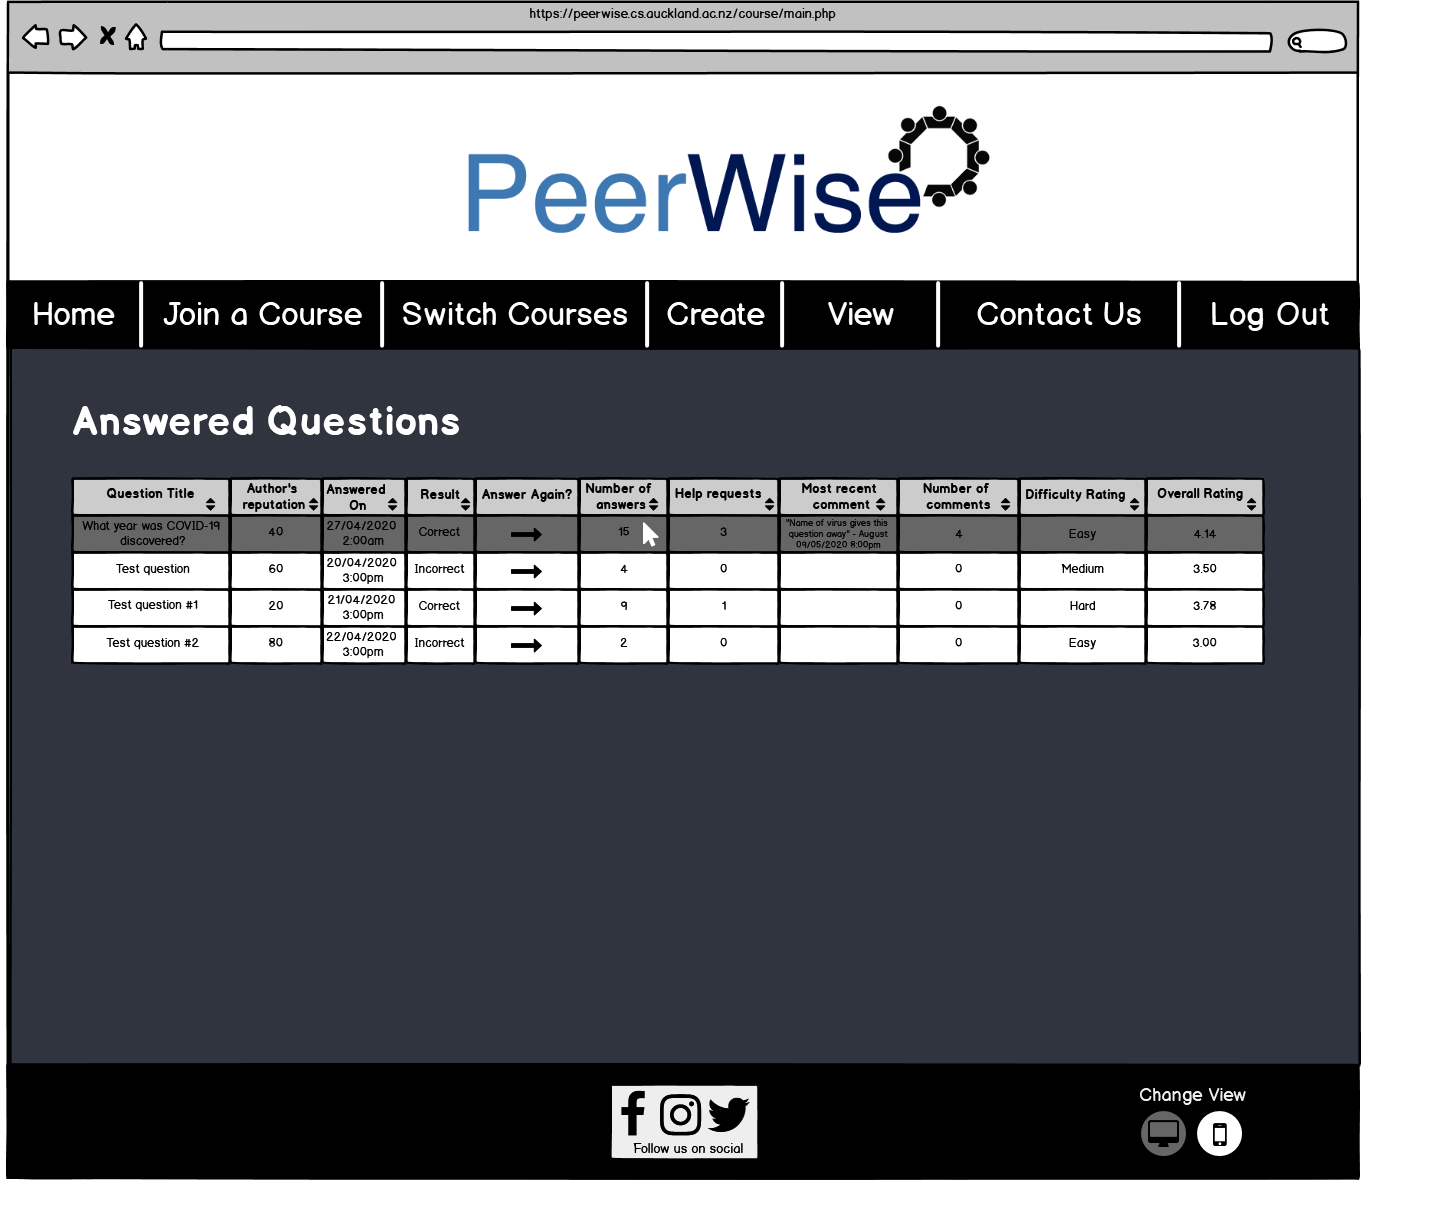 https://peerwise.cs.auckland.ac.nz/course/main.php
PeerWise
Home Join a Course Switch Courses Create View Contact Us Log Out
Answered Questions
Question Title Author's reputation Answered On Result Answer Again? Number of answers Help requests Most recent comment Number of comments Difficulty Rating Overall Rating
What year was COVID-19 discovered? 40 27/04/2020 2:00am Correct 15 3 "Name of virus gives this question away" - August 09/05/2020 8:00pm 4 Easy 4.14
Test question 60 20/04/2020 3:00pm Incorrect 4 0 0 Medium 3.50
Test question #1 20 21/04/2020 3:00pm Correct 9 1 0 Hard 3.78
Test question #2 80 22/04/2020 3:00pm Incorrect 2 0 0 Easy 3.00
Follow us on social
Change View